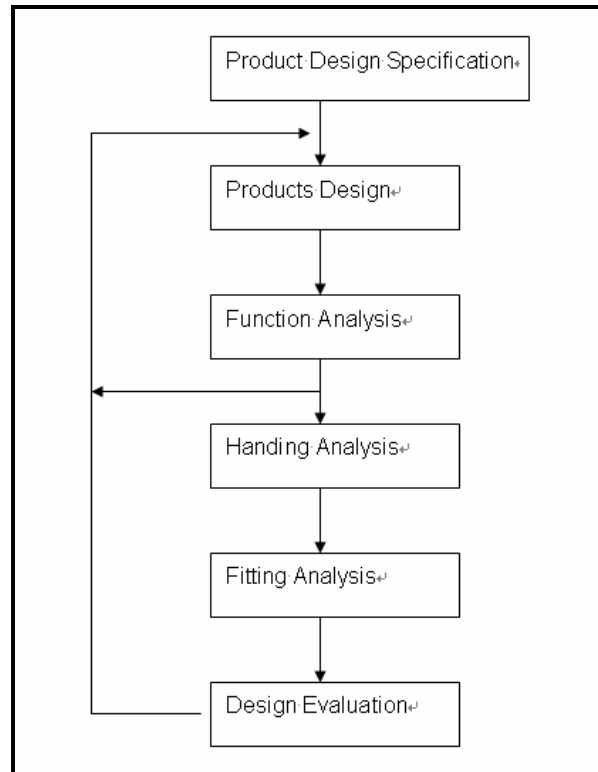 Product Design Specification
Products Design
Function Analysis
Handing Analysis
Fitting Analysis
Design Evaluation